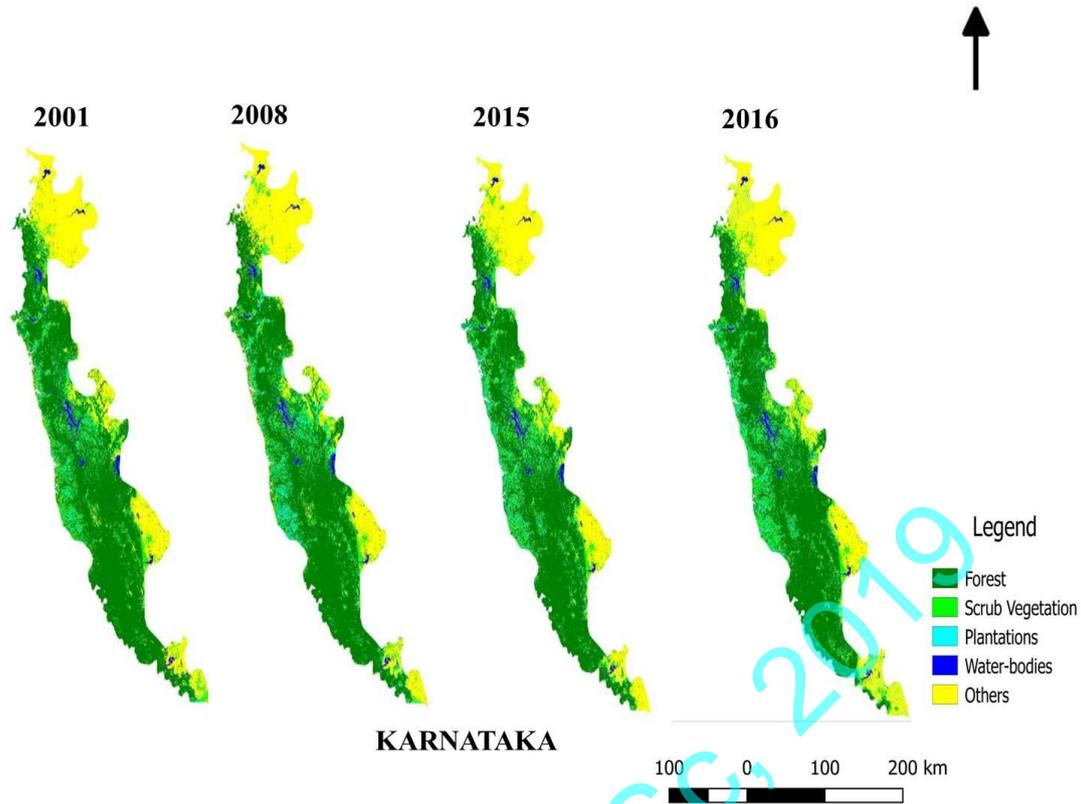 2001
2008
2015
2016
Legend
Forest
Scrub Vegetation
Plantations
Water-bodies
Others
KARNATAKA
100 0 100 200 km
cc, 2019